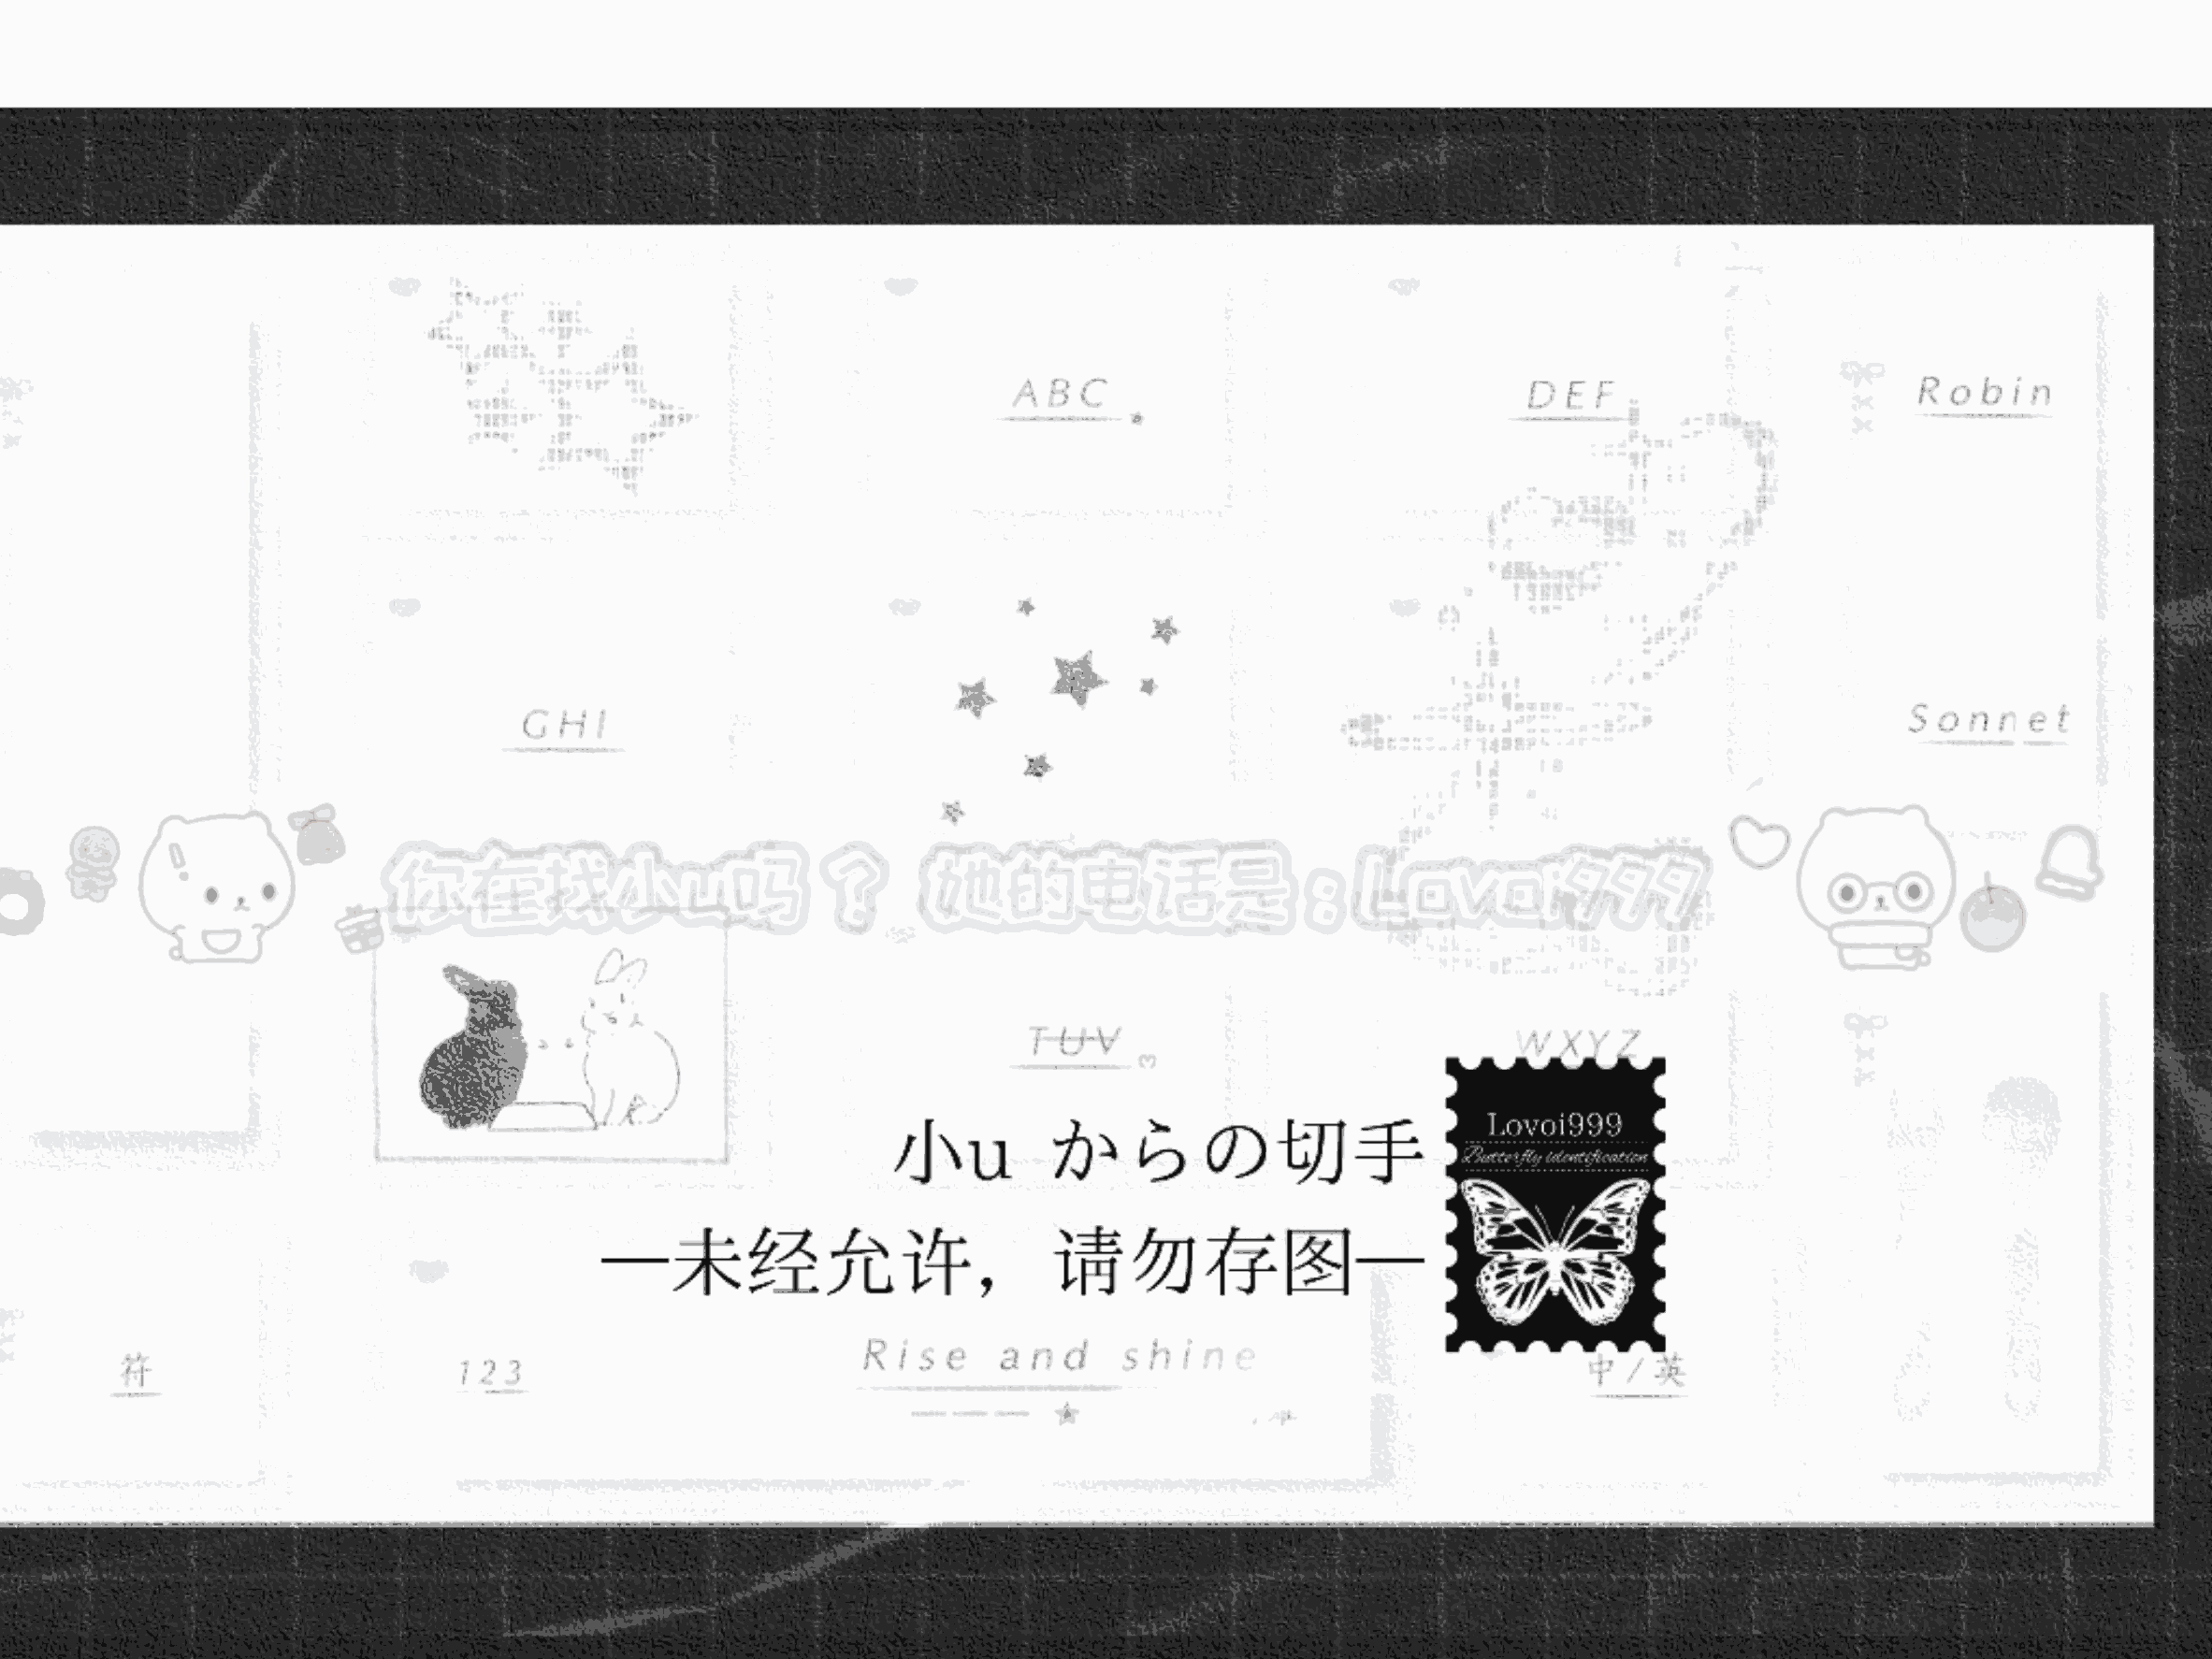 ABC
DEF
Robin
GHI
Sonnet
你在找小u吗？ 她的电话是：Lovoi999
TUV
WXYZ
Lovoi999
Butterfly identification
小u からの切手
—未经允许，请勿存图—
符
123
Rise and shine
中/英